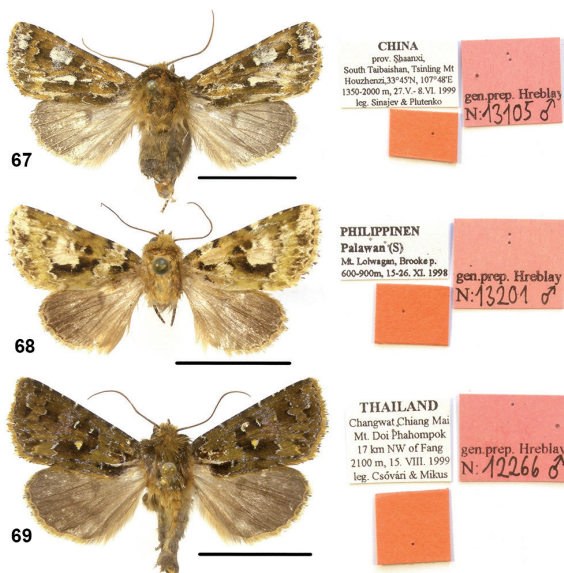 67
CHINA
prov. Shaanxi,
South Taibaishan, Tsinling Mt
Houzhenzi, 33°45'N, 107°48'E
1350-2000 m, 27.V.- 8.VI. 1999
leg. Sinajev & Plutenko
gen.prep. Hreblay
N:13105 ♂
68
PHILIPPINEN
Palawan (S)
Mt. Lolwagan, Brooke p.
600-900m, 15-26. XI. 1998
gen.prep. Hreblay
N:13201 ♂
69
THAILAND
Changwat Chiang Mai
Mt. Doi Phahompok
17 km NW of Fang
2100 m, 15. VIII. 1999
leg. Csővári & Mikus
gen.prep. Hreblay
N: 12266 ♂